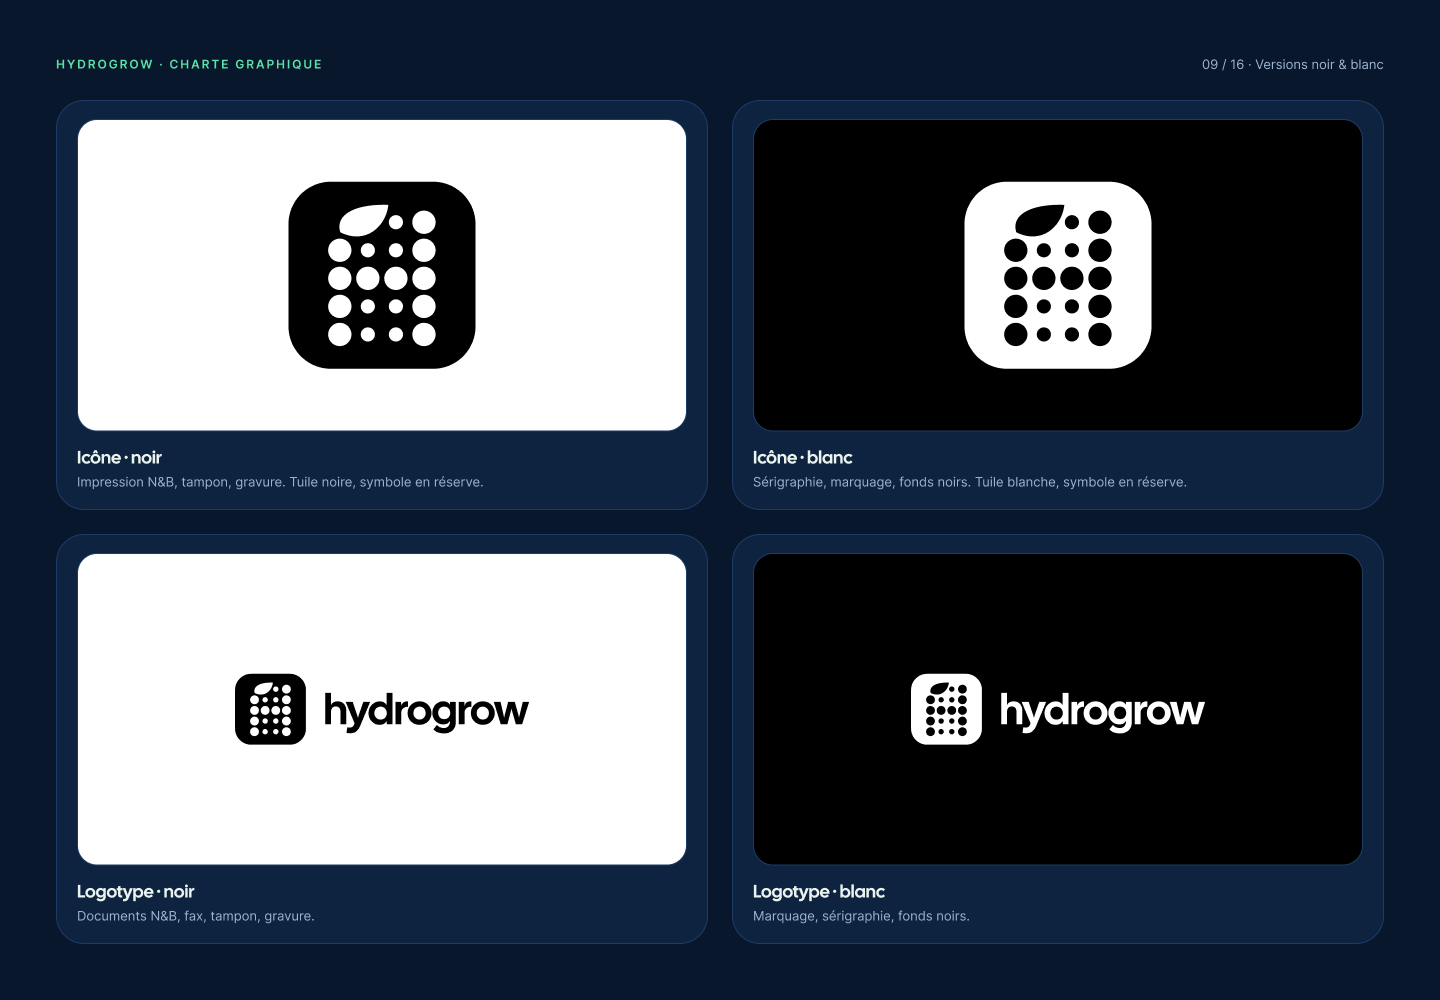 HYDROGROW · CHARTE GRAPHIQUE
09 / 16 · Versions noir & blanc
Icône · noir
Impression N&B, tampon, gravure. Tuile noire, symbole en réserve.
Icône · blanc
Sérigraphie, marquage, fonds noirs. Tuile blanche, symbole en réserve.
hydrogrow
Logotype · noir
Documents N&B, fax, tampon, gravure.
hydrogrow
Logotype · blanc
Marquage, sérigraphie, fonds noirs.